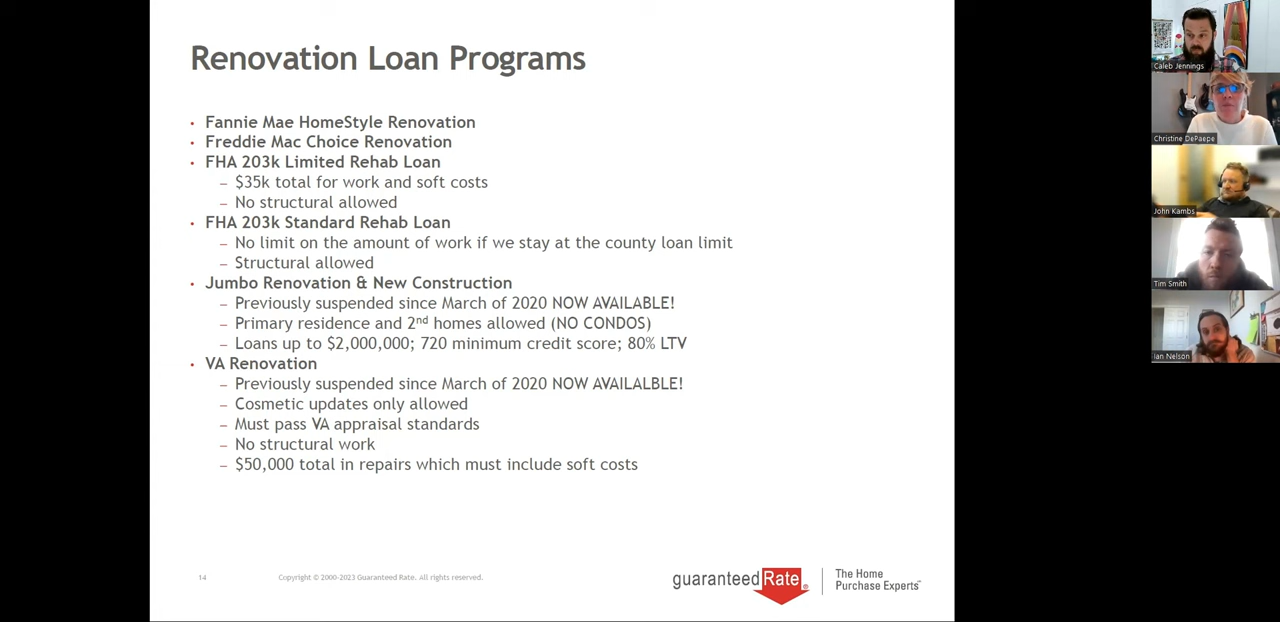 Renovation Loan Programs
• Fannie Mae HomeStyle Renovation
• Freddie Mac Choice Renovation
• FHA 203k Limited Rehab Loan
– $35k total for work and soft costs
– No structural allowed
• FHA 203k Standard Rehab Loan
– No limit on the amount of work if we stay at the county loan limit
– Structural allowed
• Jumbo Renovation & New Construction
– Previously suspended since March of 2020 NOW AVAILABLE!
– Primary residence and 2nd homes allowed (NO CONDOS)
– Loans up to $2,000,000; 720 minimum credit score; 80% LTV
• VA Renovation
– Previously suspended since March of 2020 NOW AVAILALBLE!
– Cosmetic updates only allowed
– Must pass VA appraisal standards
– No structural work
– $50,000 total in repairs which must include soft costs
14
Copyright © 2000-2023 Guaranteed Rate. All rights reserved.
guaranteed Rate®
The Home
Purchase Experts™
Caleb Jennings
Christine DePaepe
John Kambs
Tim Smith
Ian Nelson